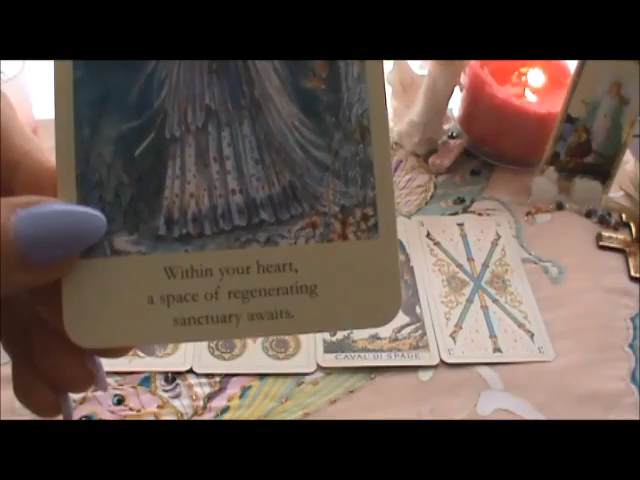 Within your heart,
a space of regenerating
sanctuary awaits.
CAVAL DI SPADE